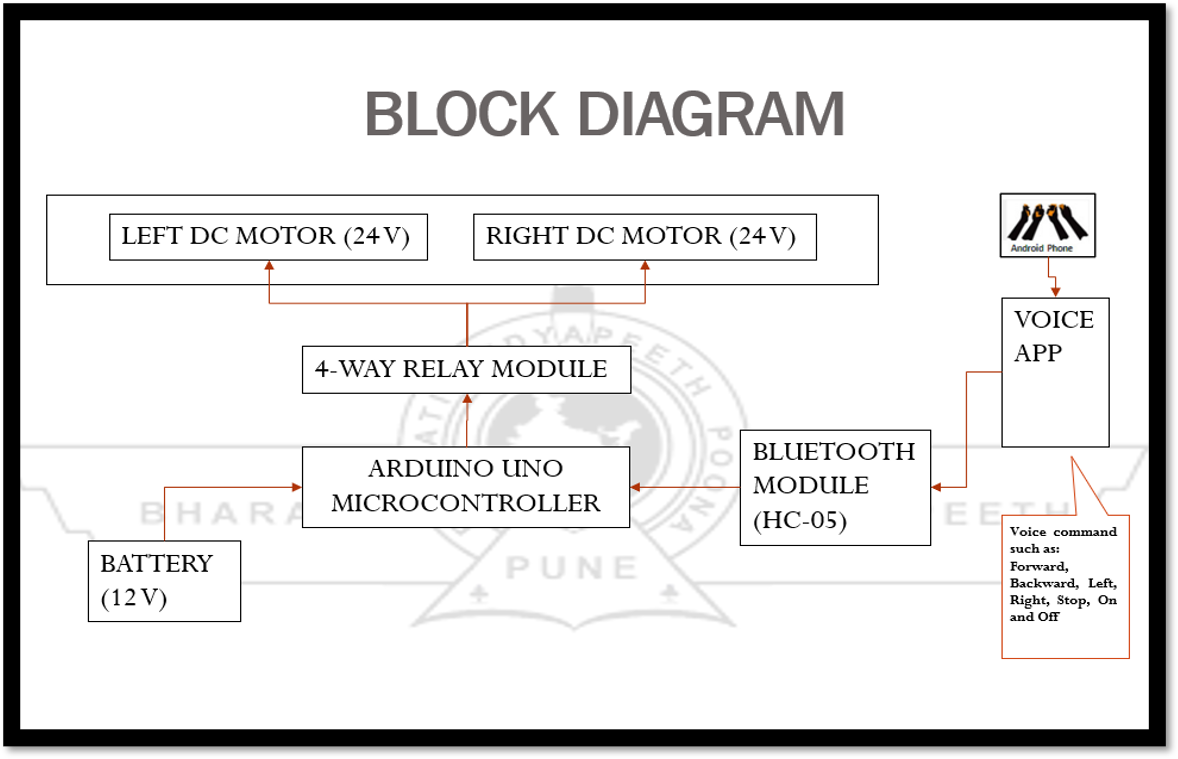 BLOCK DIAGRAM
LEFT DC MOTOR (24 V)
RIGHT DC MOTOR (24 V)
Android Phone
VOICE
APP
4-WAY RELAY MODULE
ARDUINO UNO
MICROCONTROLLER
BLUETOOTH
MODULE
(HC-05)
BATTERY
(12 V)
Voice command
such as:
Forward,
Backward, Left,
Right, Stop, On
and Off
DYAPEETH POONA
BHARA
EETH
PUNE